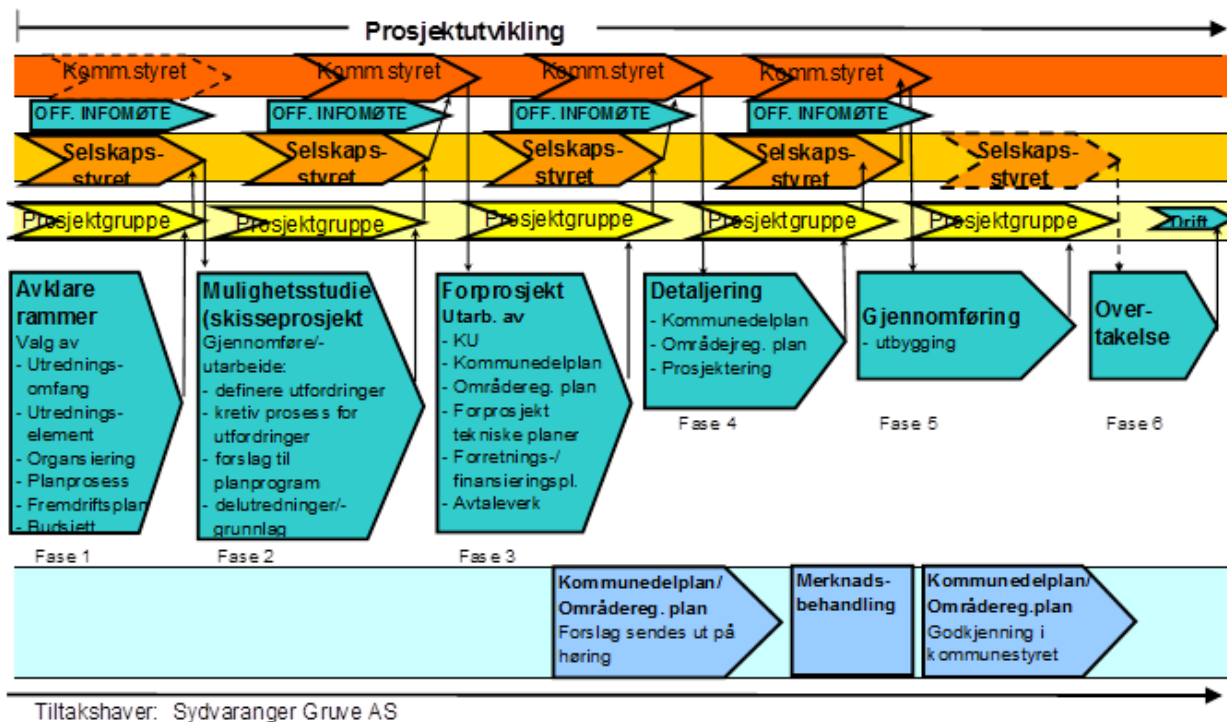 Prosjektutvikling
Komm.styret
Komm.styret
Komm.styret
Komm.styret
OFF. INFOMØTE
OFF. INFOMØTE
OFF. INFOMØTE
OFF. INFOMØTE
Selskaps-
styret
Selskaps-
styret
Selskaps-
styret
Selskaps-
styret
Selskaps-
styret
Prosjektgruppe
Prosjektgruppe
Prosjektgruppe
Prosjektgruppe
Prosjektgruppe
Drift
Avklare
rammer
Valg av
- Utrednings-
omfang
- Utrednings-
element
- Organsiering
- Planprosess
- Fremdriftsplan
- Budsjett
Fase 1
Mulighetsstudie
(skisseprosjekt
Gjennomføre/-
utarbeide:
- definere utfordringer
- kretiv prosess for
utfordringer
- forslag til
planprogram
- delutredninger/-
grunnlag
Fase 2
Forprosjekt
Utarb. av
- KU
- Kommunedelplan
- Områdereg. plan
- Forprosjekt
tekniske planer
- Forretnings-/
finansieringspl.
- Avtaleverk
Fase 3
Detaljering
- Kommunedelplan
- Områdejreg. plan
- Prosjektering
Fase 4
Gjennomføring
- utbygging
Fase 5
Over-
takelse
Fase 6
Kommunedelplan/
Områdereg. plan
Forslag sendes ut på
høring
Merknads-
behandling
Kommunedelplan/
Områdereg.plan
Godkjenning i
kommunestyret
Tiltakshaver: Sydvaranger Gruve AS